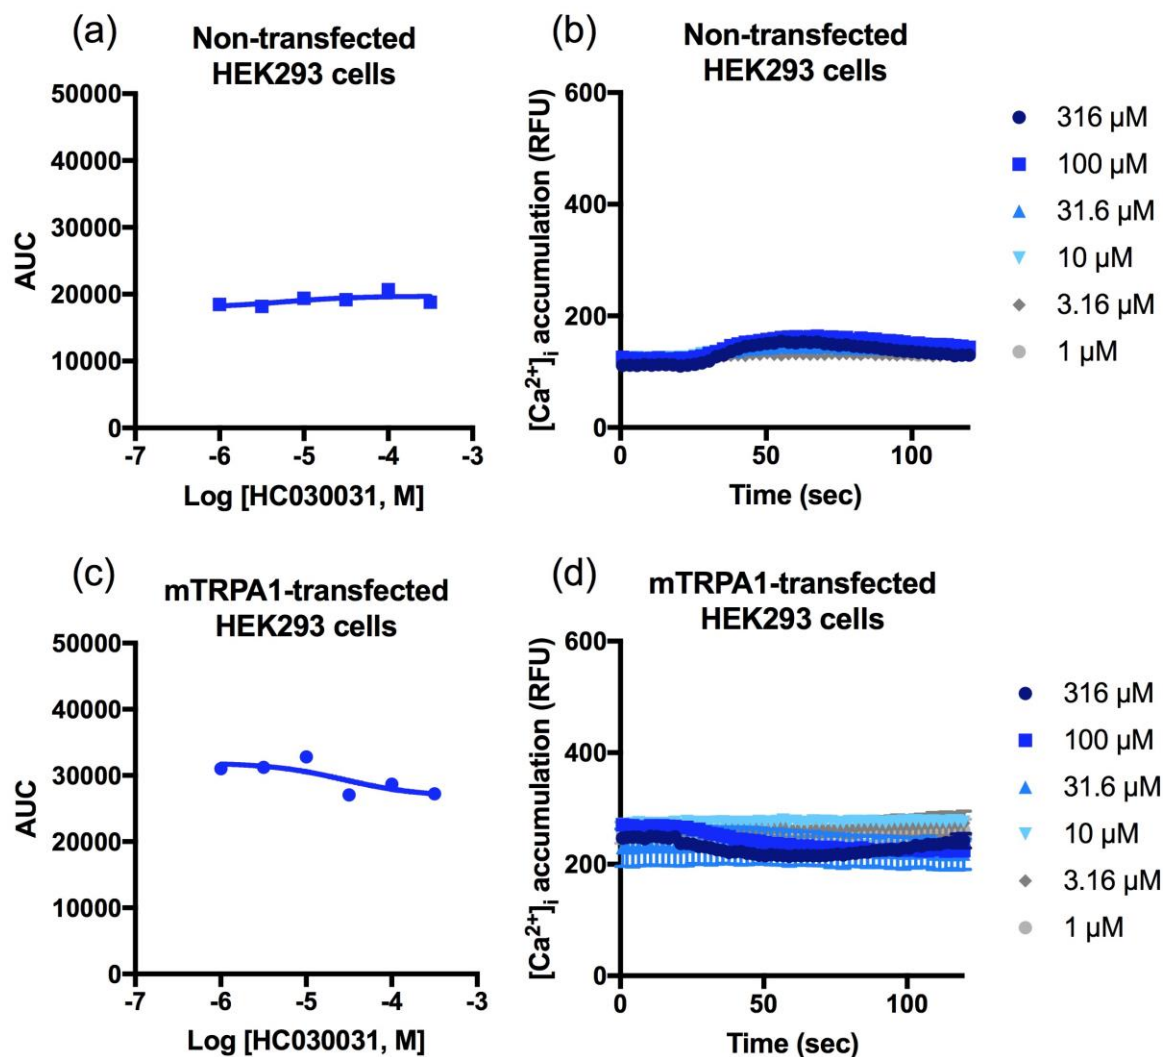 (a)
Non-transfected
HEK293 cells
50000
40000
30000
20000
10000
0
AUC
-7
-6
-5
-4
-3
Log [HC030031, M]
(b)
Non-transfected
HEK293 cells
600
400
200
0
[Ca²⁺]ᵢ accumulation (RFU)
0
50
100
Time (sec)
316 µM
100 µM
31.6 µM
10 µM
3.16 µM
1 µM
(c)
mTRPA1-transfected
HEK293 cells
50000
40000
30000
20000
10000
0
AUC
-7
-6
-5
-4
-3
Log [HC030031, M]
(d)
mTRPA1-transfected
HEK293 cells
600
400
200
0
[Ca²⁺]ᵢ accumulation (RFU)
0
50
100
Time (sec)
316 µM
100 µM
31.6 µM
10 µM
3.16 µM
1 µM